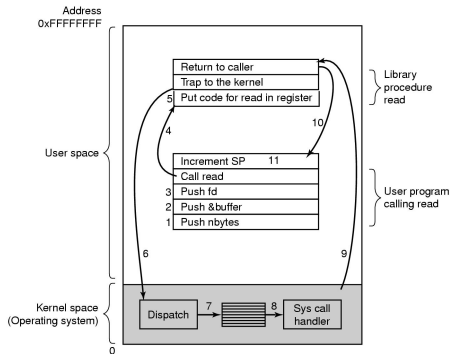 Address
0xFFFFFFFF
Return to caller
Trap to the kernel
5 Put code for read in register
Library
procedure
read
4
10
User space
Increment SP 11
Call read
3 Push fd
2 Push &buffer
1 Push nbytes
User program
calling read
6
9
Kernel space
(Operating system)
Dispatch
7
8
Sys call
handler
0